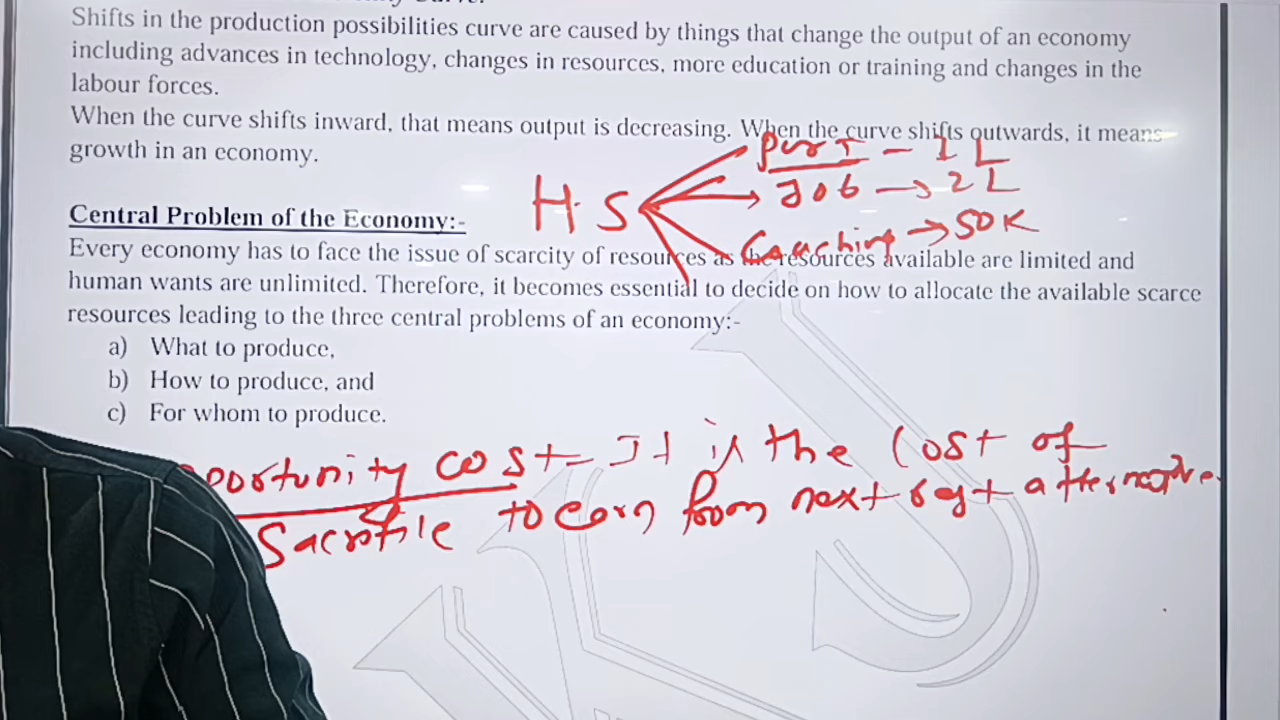 Shifts in the production possibilities curve are caused by things that change the output of an economy
including advances in technology, changes in resources, more education or training and changes in the
labour forces.
When the curve shifts inward, that means output is decreasing. When the curve shifts outwards, it means
growth in an economy.
1 L
H.S Job → 2 L
Central Problem of the Economy:-
Coaching → 50K
Every economy has to face the issue of scarcity of resources as the resources available are limited and
human wants are unlimited. Therefore, it becomes essential to decide on how to allocate the available scarce
resources leading to the three central problems of an economy:-
a) What to produce,
b) How to produce, and
c) For whom to produce.
portunity cost = It is the cost of
Sacrifice to earn from next best alternative.